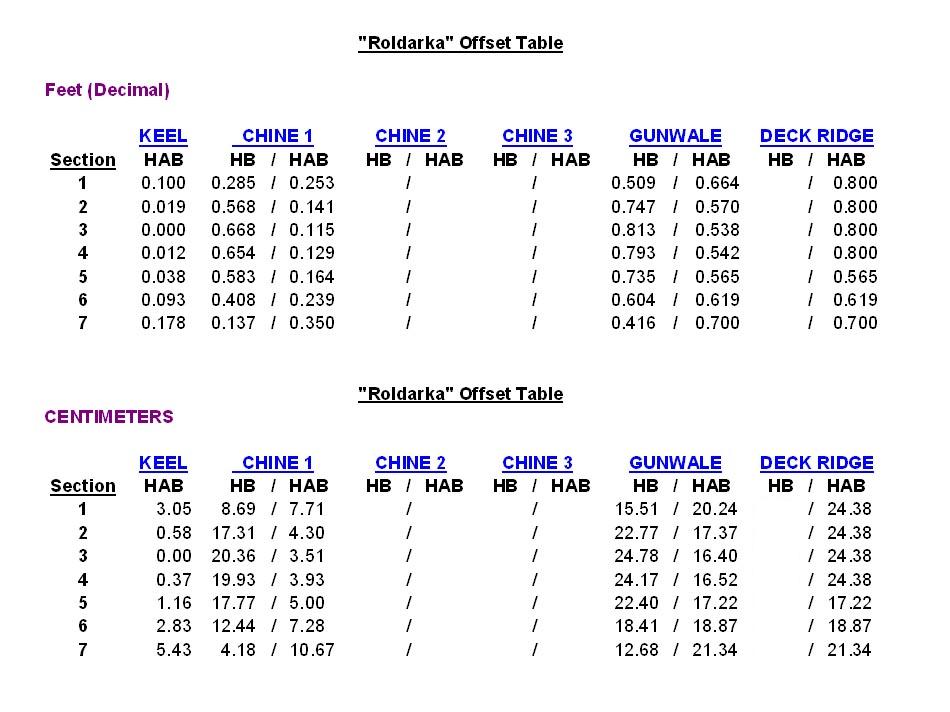 "Roldarka" Offset Table
Feet (Decimal)
KEEL CHINE 1 CHINE 2 CHINE 3 GUNWALE DECK RIDGE
Section HAB HB / HAB HB / HAB HB / HAB HB / HAB HB / HAB
1 0.100 0.285 / 0.253 / / 0.509 / 0.664 / 0.800
2 0.019 0.568 / 0.141 / / 0.747 / 0.570 / 0.800
3 0.000 0.668 / 0.115 / / 0.813 / 0.538 / 0.800
4 0.012 0.654 / 0.129 / / 0.793 / 0.542 / 0.800
5 0.038 0.583 / 0.164 / / 0.735 / 0.565 / 0.565
6 0.093 0.408 / 0.239 / / 0.604 / 0.619 / 0.619
7 0.178 0.137 / 0.350 / / 0.416 / 0.700 / 0.700
"Roldarka" Offset Table
CENTIMETERS
KEEL CHINE 1 CHINE 2 CHINE 3 GUNWALE DECK RIDGE
Section HAB HB / HAB HB / HAB HB / HAB HB / HAB HB / HAB
1 3.05 8.69 / 7.71 / / 15.51 / 20.24 / 24.38
2 0.58 17.31 / 4.30 / / 22.77 / 17.37 / 24.38
3 0.00 20.36 / 3.51 / / 24.78 / 16.40 / 24.38
4 0.37 19.93 / 3.93 / / 24.17 / 16.52 / 24.38
5 1.16 17.77 / 5.00 / / 22.40 / 17.22 / 17.22
6 2.83 12.44 / 7.28 / / 18.41 / 18.87 / 18.87
7 5.43 4.18 / 10.67 / / 12.68 / 21.34 / 21.34